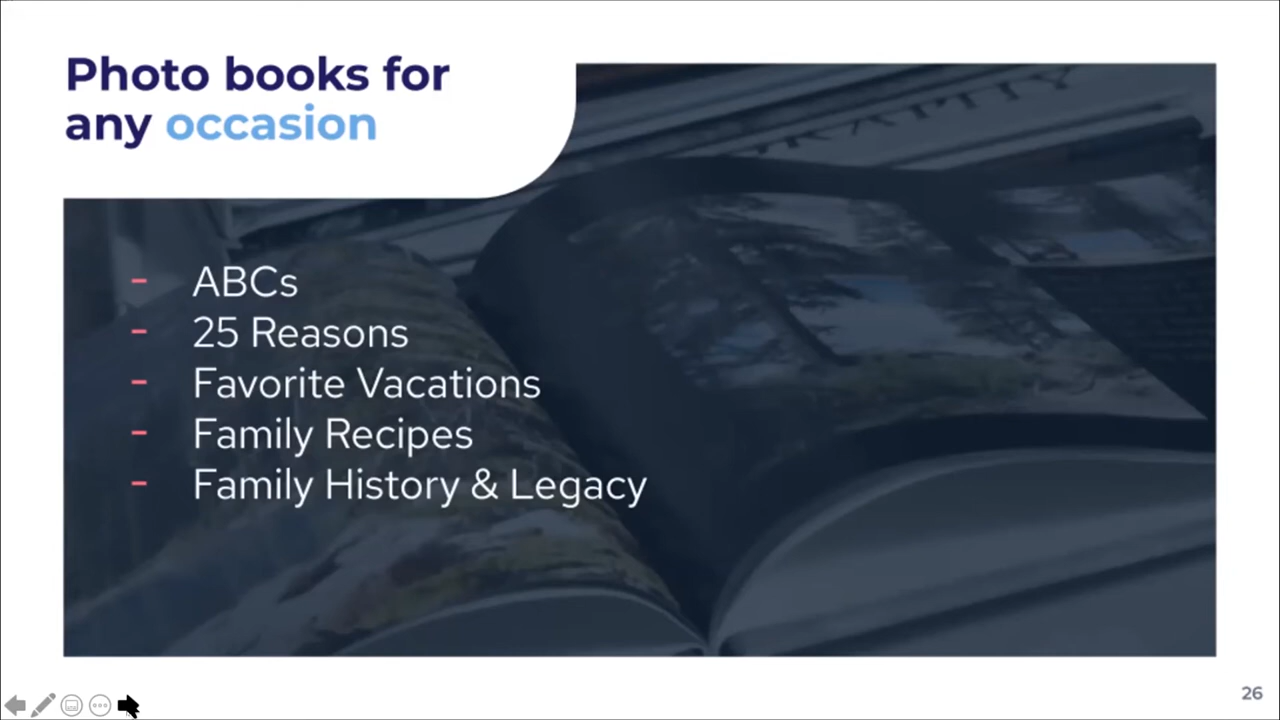 Photo books for
any occasion
- ABCs
- 25 Reasons
- Favorite Vacations
- Family Recipes
- Family History & Legacy
26